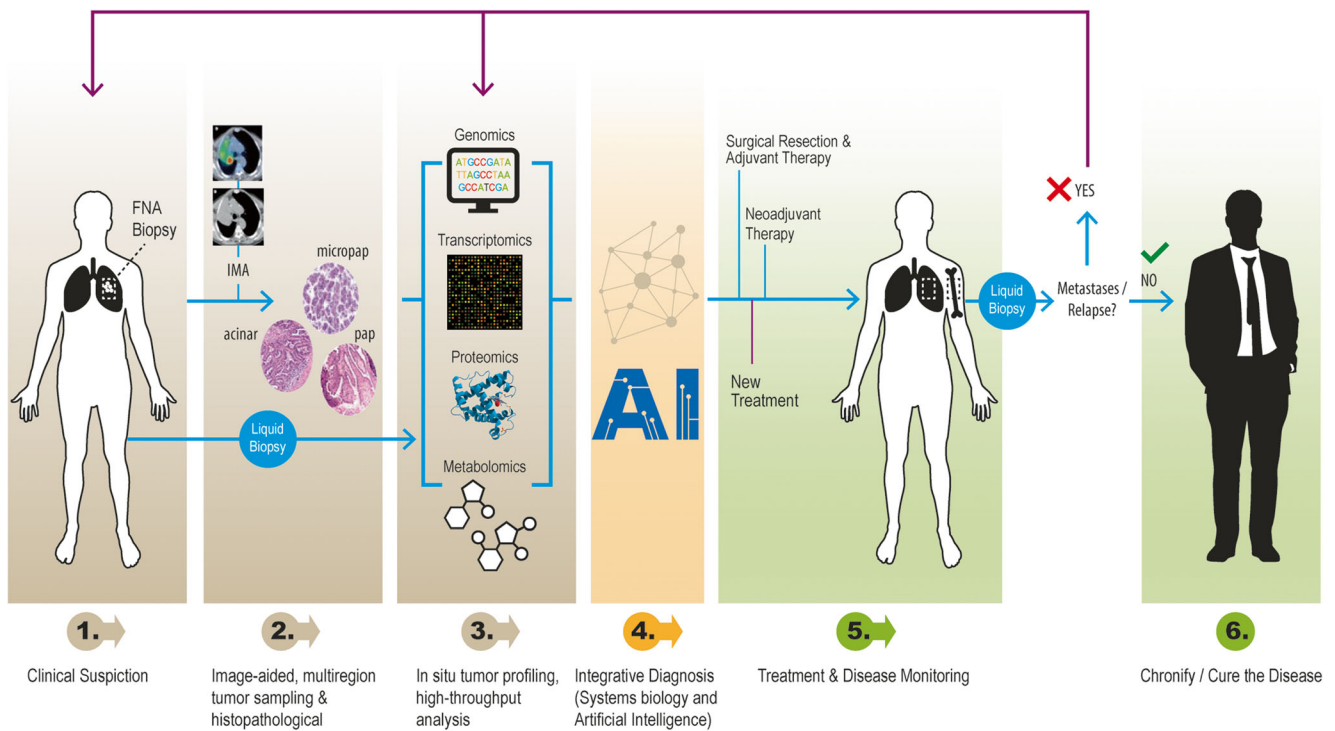 FNA
Biopsy
IMA
micropap
acinar
pap
Liquid
Biopsy
Genomics
ATGCCGATA
TTAGCCTAA
GCCATCGA
Transcriptomics
Proteomics
Metabolomics
AI
Surgical Resection &
Adjuvant Therapy
Neoadjuvant
Therapy
New
Treatment
Liquid
Biopsy
Metastases /
Relapse?
YES
NO
1.
Clinical Suspiction
2.
Image-aided, multiregion
tumor sampling &
histopathological
3.
In situ tumor profiling,
high-throughput
analysis
4.
Integrative Diagnosis
(Systems biology and
Artificial Intelligence)
5.
Treatment & Disease Monitoring
6.
Chronify / Cure the Disease